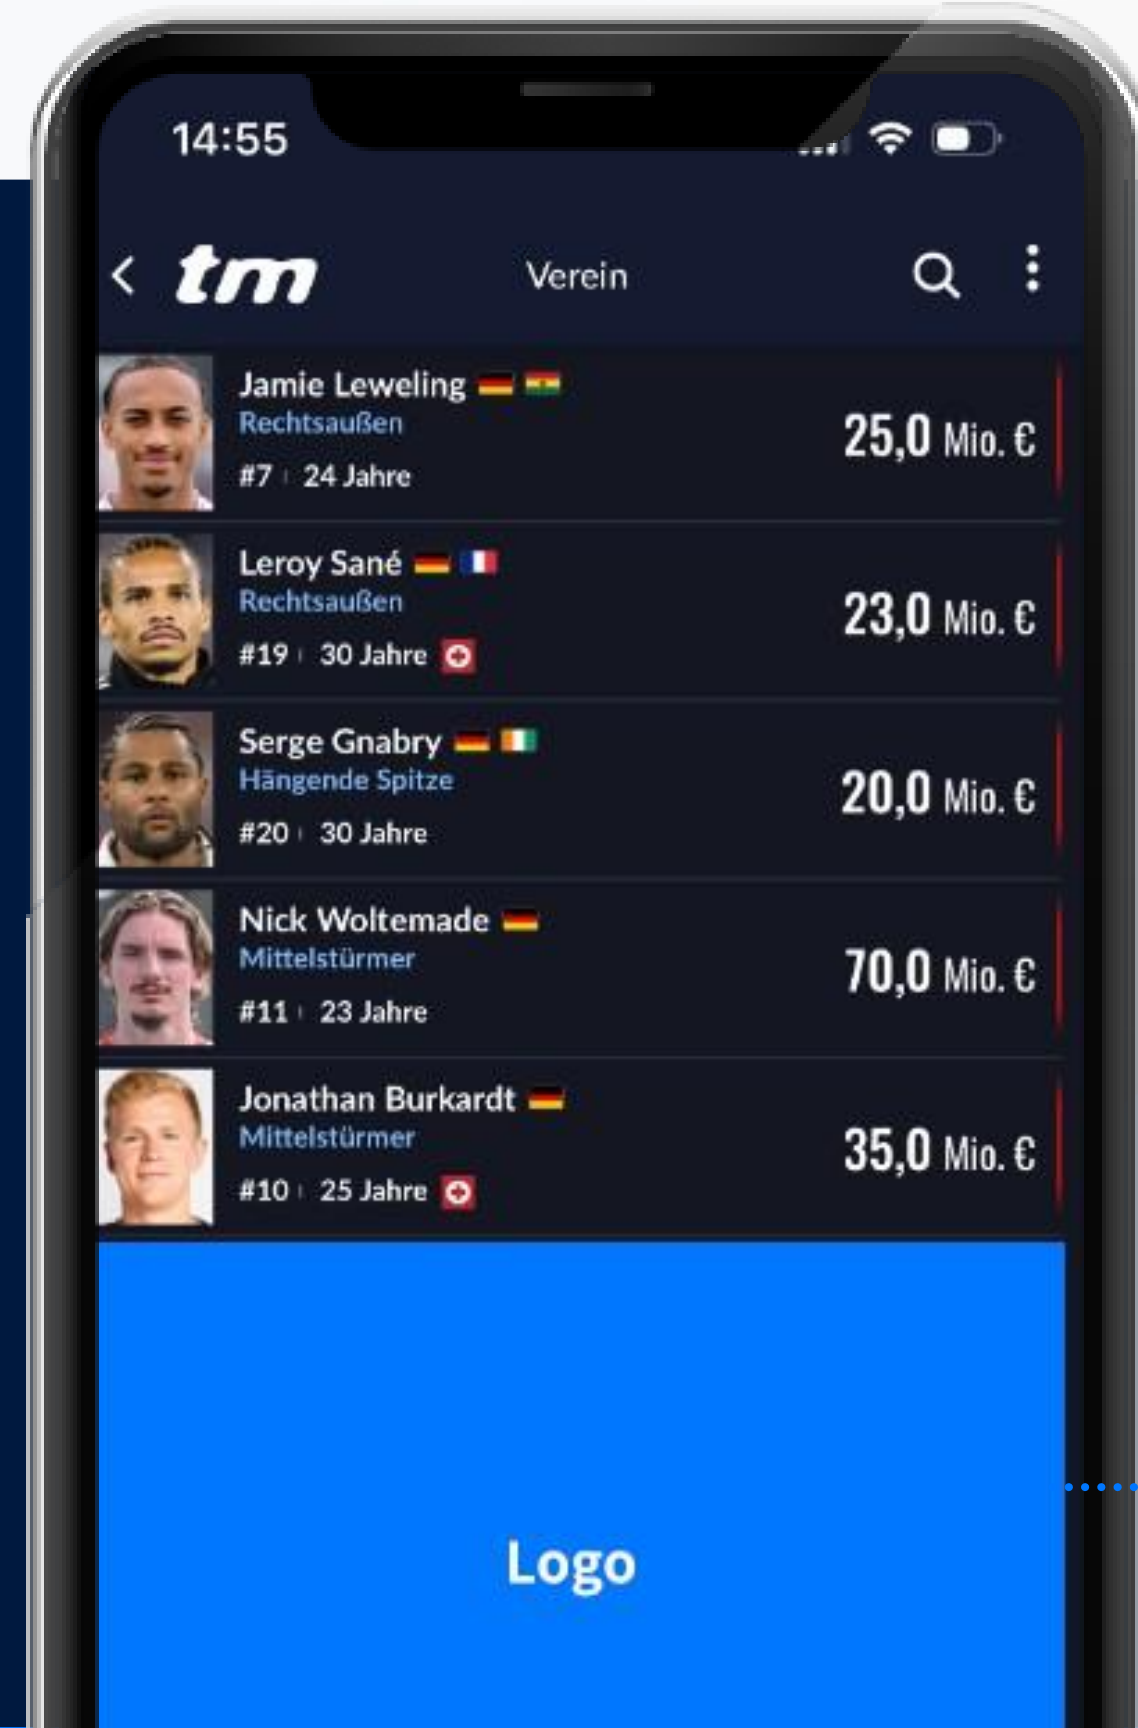 14:55
tm Verein
Jamie Leweling
Rechtsaußen
#7 | 24 Jahre
25,0 Mio. €
Leroy Sané
Rechtsaußen
#19 | 30 Jahre
23,0 Mio. €
Serge Gnabry
Hängende Spitze
#20 | 30 Jahre
20,0 Mio. €
Nick Woltemade
Mittelstürmer
#11 | 23 Jahre
70,0 Mio. €
Jonathan Burkardt
Mittelstürmer
#10 | 25 Jahre
35,0 Mio. €
Logo